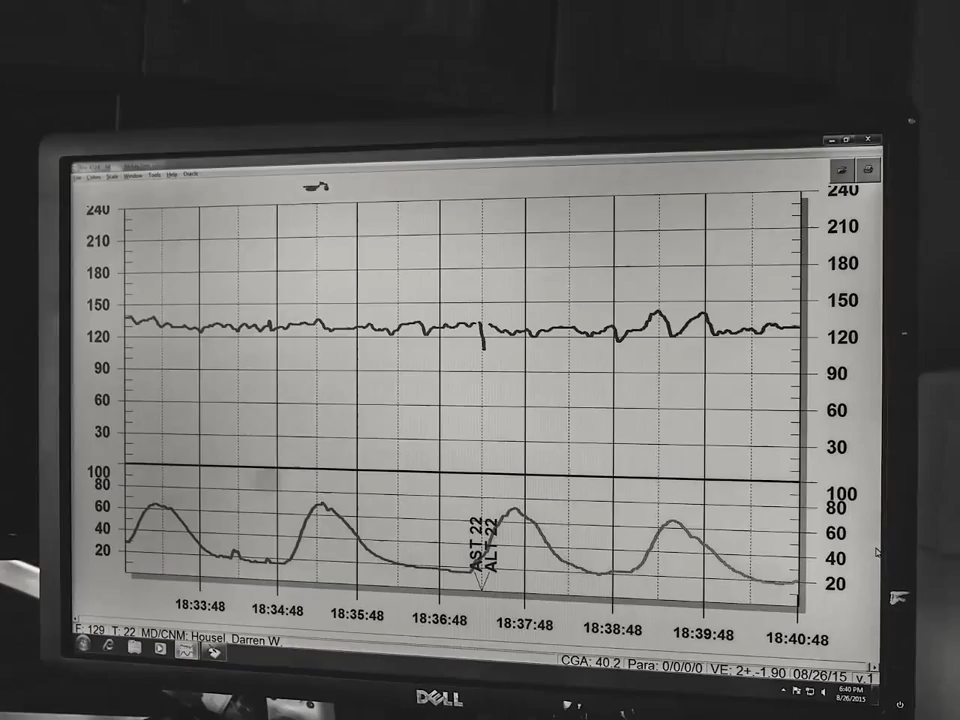 Window Tools Help
240 240
210 210
180 180
150 150
120 120
90 90
60 60
30 30
100 100
80 80
60 60
40 40
20 20
AST 22
ALT 22
18:33:48 18:34:48 18:35:48 18:36:48 18:37:48 18:38:48 18:39:48 18:40:48
F: 129 T: 22 MD/CNM: Housel, Darren W.
CGA: 40.2 Para: 0/0/0/0 VE: 2+ -1.90 08/26/15 v.1
6:40 PM
8/26/2015
DELL